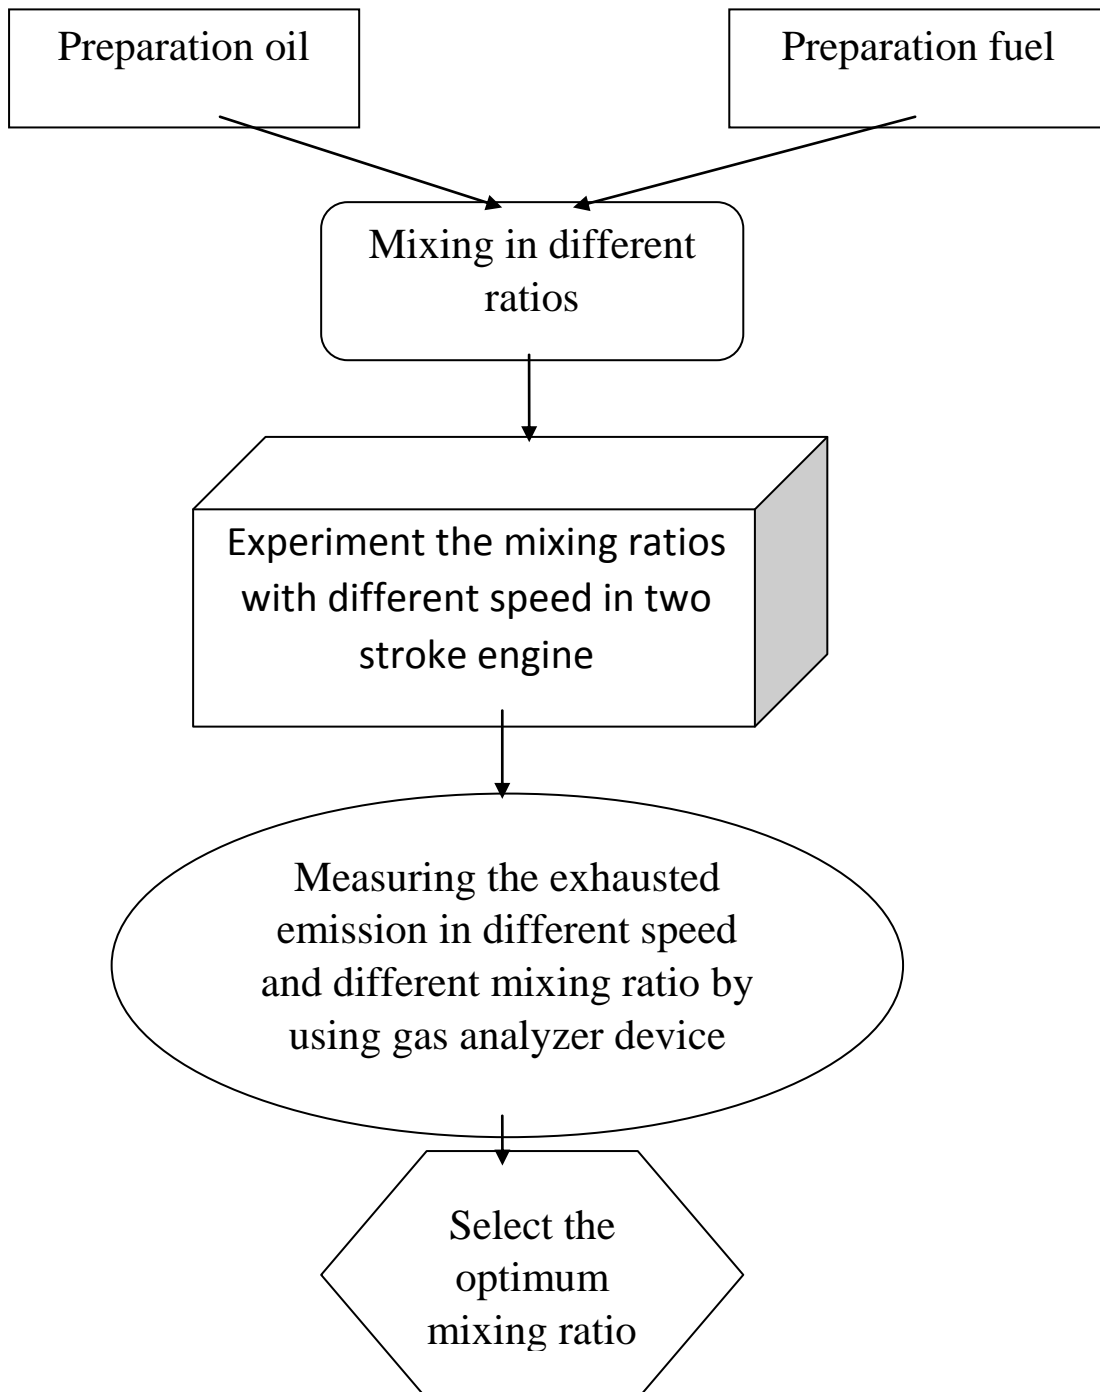 Preparation oil
Preparation fuel
Mixing in different
ratios
Experiment the mixing ratios
with different speed in two
stroke engine
Measuring the exhausted
emission in different speed
and different mixing ratio by
using gas analyzer device
Select the
optimum
mixing ratio